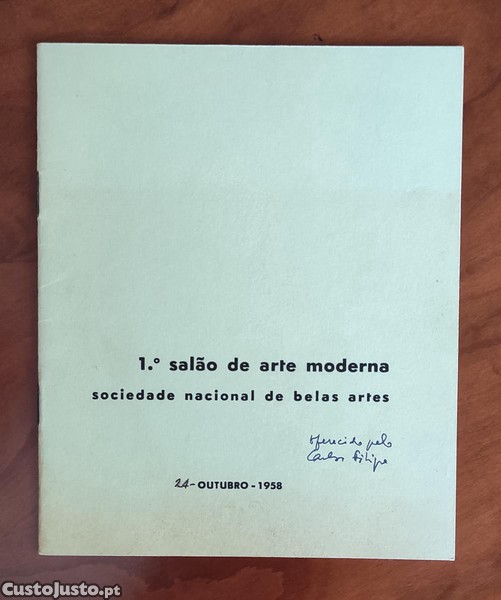 1.º salão de arte moderna
sociedade nacional de belas artes
oferecido pelo
Carlos Filipe
24 - OUTUBRO - 1958
CustoJusto.pt